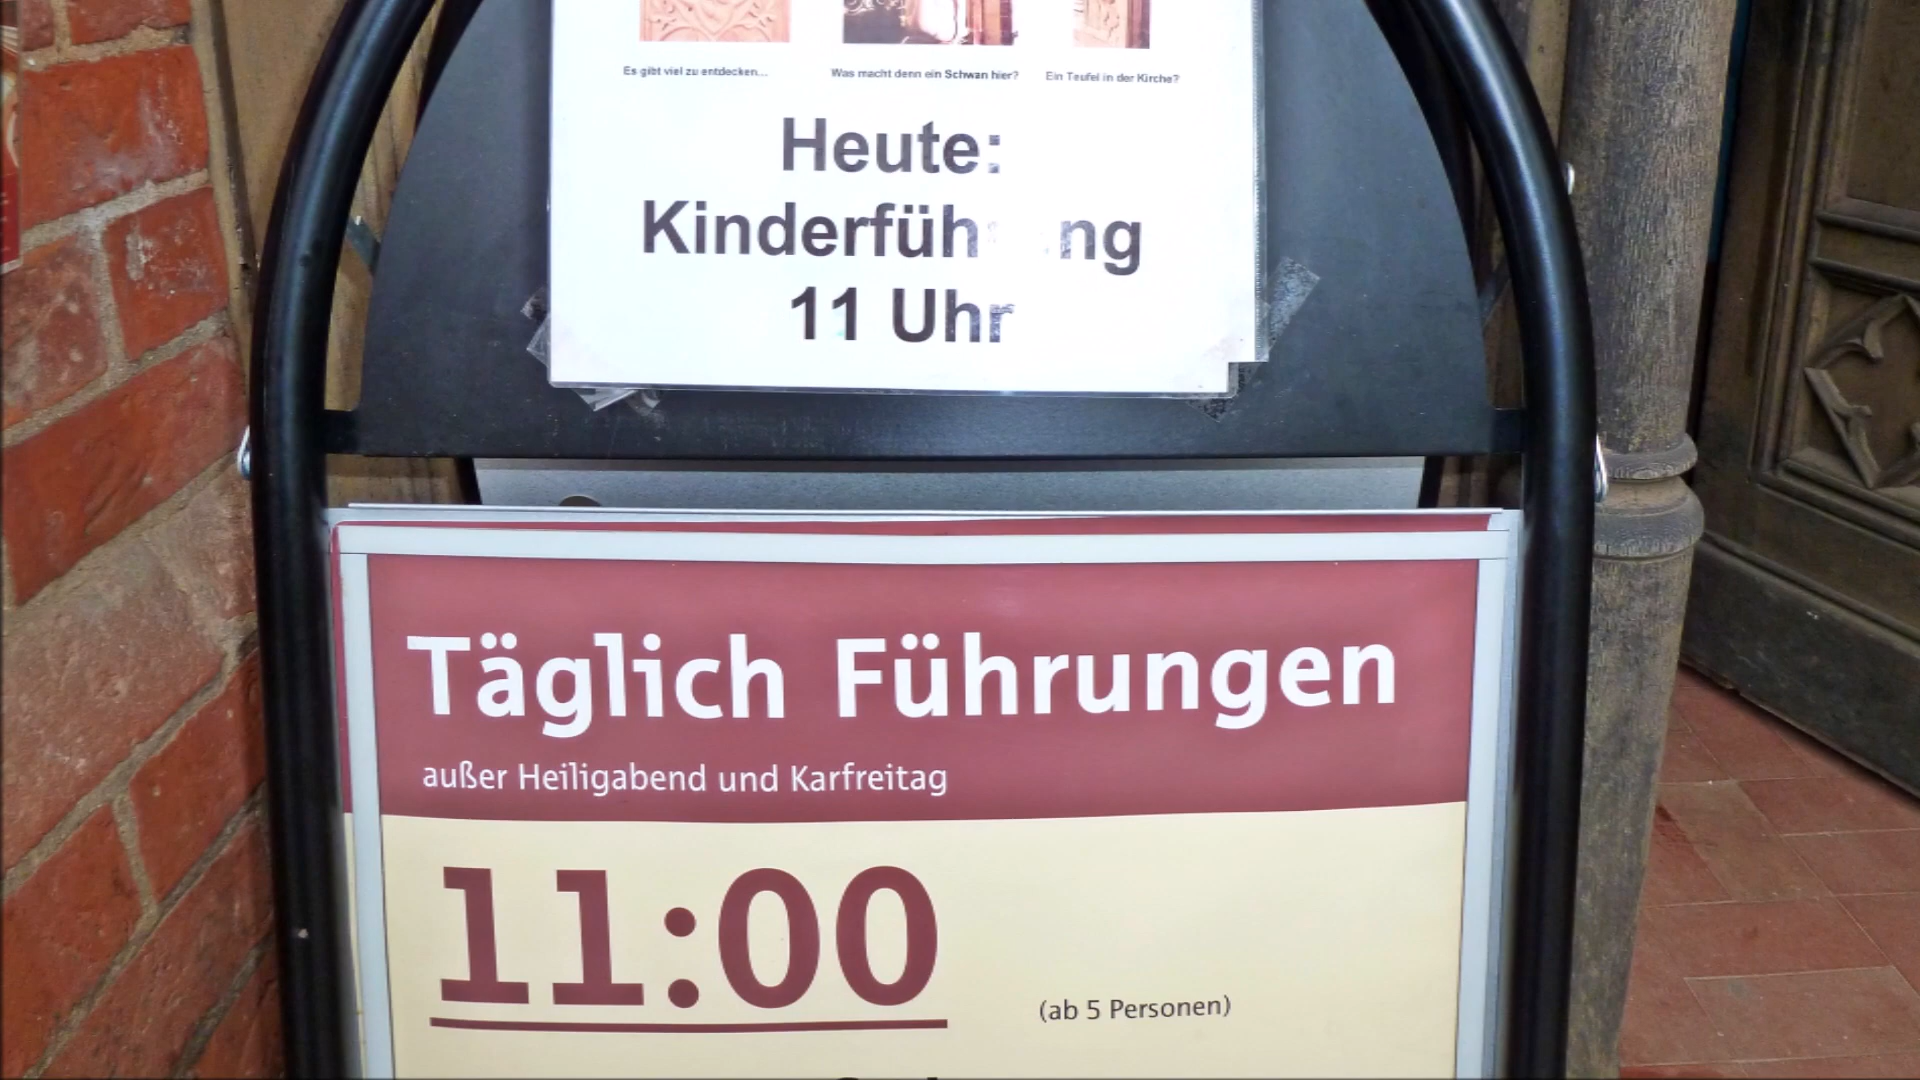 Es gibt viel zu entdecken...
Was macht denn ein Schwan hier?
Ein Teufel in der Kirche?
Heute:
Kinderführung
11 Uhr
Täglich Führungen
außer Heiligabend und Karfreitag
11:00
(ab 5 Personen)